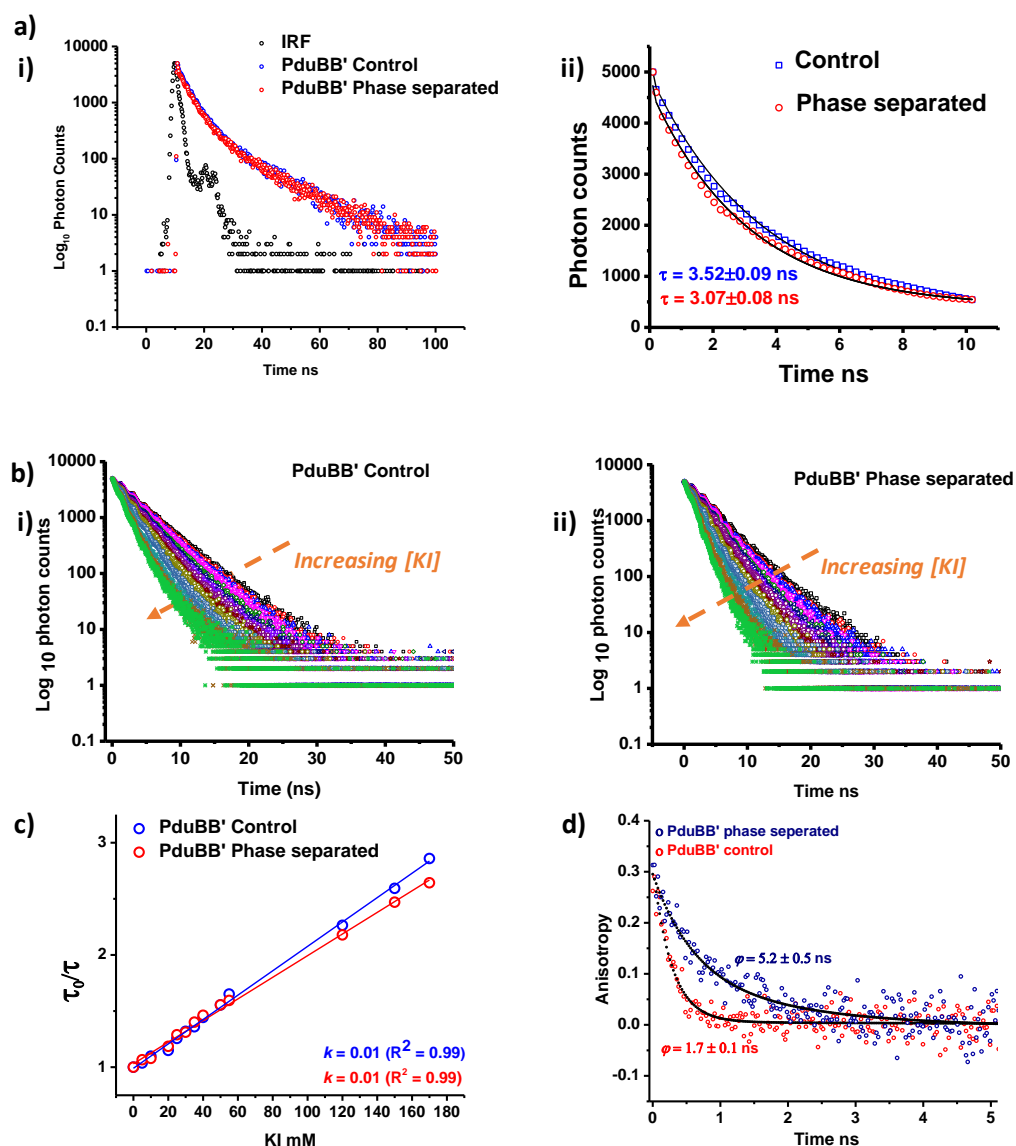 a)
i)
IRF
PduBB' Control
PduBB' Phase separated
10000
1000
100
10
1
0.1
Log10 Photon Counts
0 20 40 60 80 100
Time ns
ii)
Control
Phase separated
5000
4000
3000
2000
1000
0
Photon counts
τ = 3.52±0.09 ns
τ = 3.07±0.08 ns
0 2 4 6 8 10
Time ns
b)
i)
PduBB' Control
10000
1000
100
10
1
0.1
Log 10 photon counts
Increasing [KI]
0 10 20 30 40 50
Time (ns)
ii)
PduBB' Phase separated
10000
1000
100
10
1
0.1
Log 10 photon counts
Increasing [KI]
0 10 20 30 40 50
Time ns
c)
PduBB' Control
PduBB' Phase separated
3
2
1
τ0/τ
k = 0.01 (R2 = 0.99)
k = 0.01 (R2 = 0.99)
0 20 40 60 80 100 120 140 160 180
KI mM
d)
PduBB' phase seperated
PduBB' control
0.4
0.3
0.2
0.1
0.0
-0.1
Anisotropy
φ = 5.2 ± 0.5 ns
φ = 1.7 ± 0.1 ns
0 1 2 3 4 5
Time ns